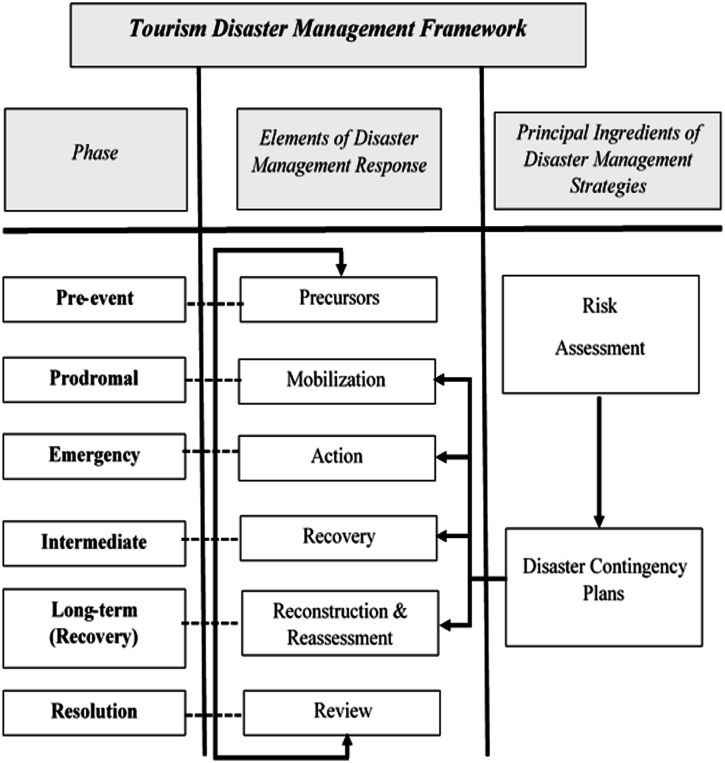 Tourism Disaster Management Framework
Phase
Elements of Disaster
Management Response
Principal Ingredients of
Disaster Management
Strategies
Pre-event
Precursors
Risk
Assessment
Prodromal
Mobilization
Emergency
Action
Intermediate
Recovery
Disaster Contingency
Plans
Long-term
(Recovery)
Reconstruction &
Reassessment
Resolution
Review